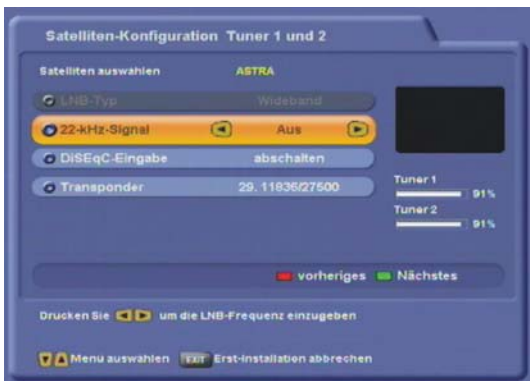 Satelliten-Konfiguration Tuner 1 und 2
Satelliten auswählen ASTRA
LNB-Typ Wideband
22-kHz-Signal Aus
DiSEqC-Eingabe abschalten
Transponder 29. 11836/27500
Tuner 1
91%
Tuner 2
91%
vorheriges Nächstes
Drucken Sie um die LNB-Frequenz einzugeben
Menu auswählen EXIT Erst-Installation abbrechen